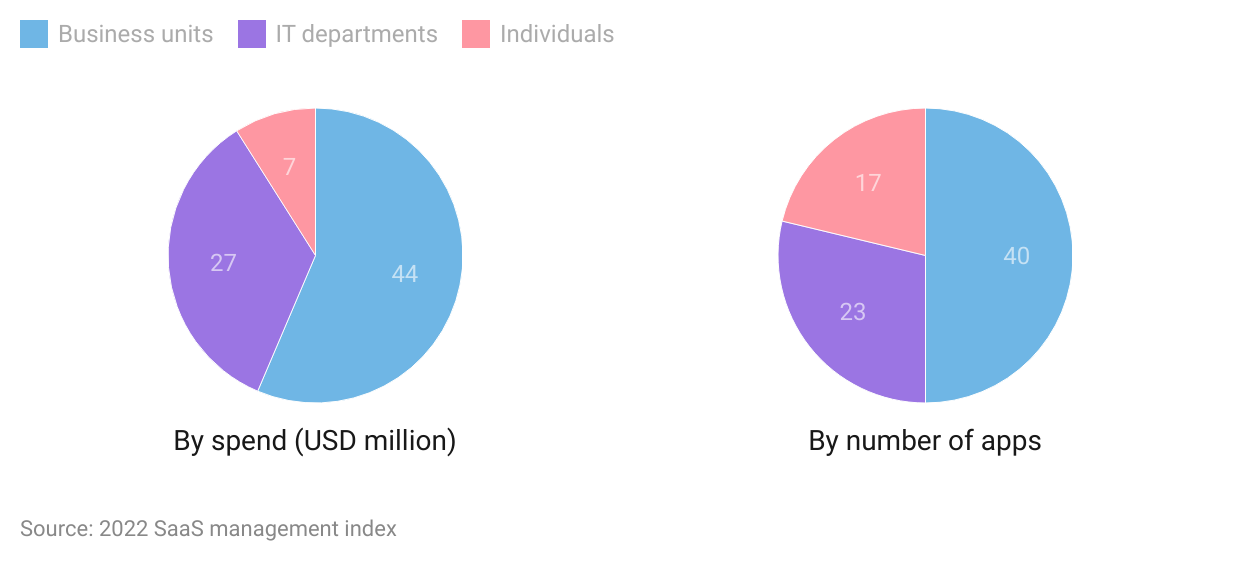 Business units IT departments Individuals
7
27
44
17
23
40
By spend (USD million)
By number of apps
Source: 2022 SaaS management index